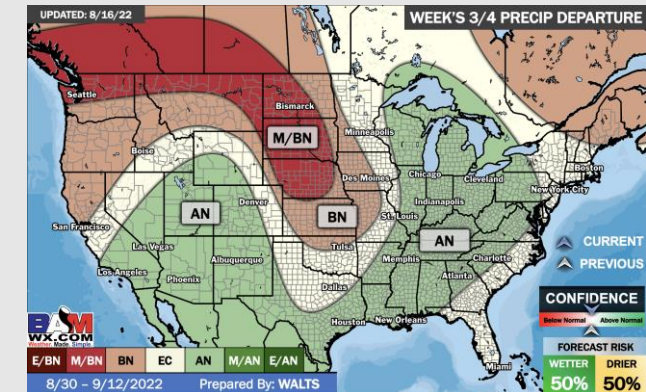 UPDATED: 8/16/22
WEEK'S 3/4 PRECIP DEPARTURE
Seattle
Bismarck
M/BN
Minneapolis
Boise
Boston
Des Moines
Chicago
Cleveland
New York City
Denver
Indianapolis
AN
BN
St. Louis
AN
San Francisco
Las Vegas
Tulsa
Memphis
Charlotte
CURRENT
Albuquerque
Los Angeles
Phoenix
Atlanta
PREVIOUS
Dallas
Houston
New Orleans
CONFIDENCE
Below Normal
Above Normal
BAM
WX.COM
Weather. Made. Simple.
FORECAST RISK
E/BN
M/BN
BN
EC
AN
M/AN
E/AN
Miami
WETTER
DRIER
8/30 – 9/12/2022
Prepared By: WALTS
50%
50%